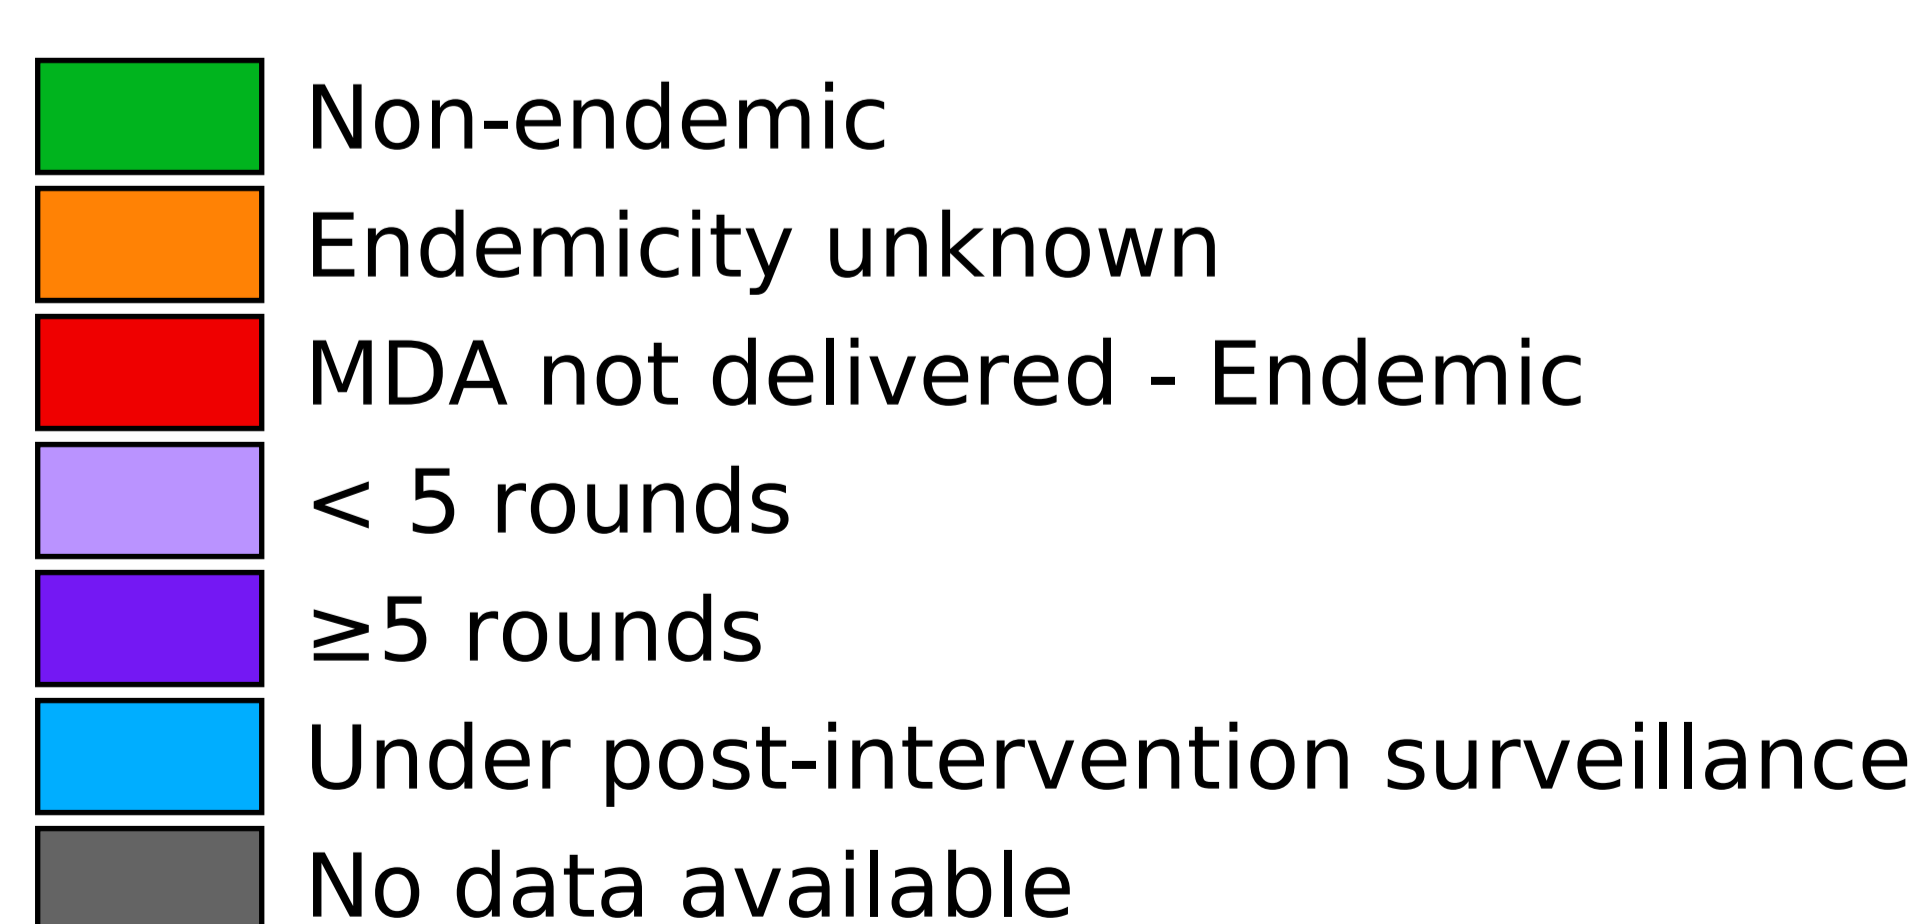 Non-endemic
Endemicity unknown
MDA not delivered - Endemic
< 5 rounds
≥5 rounds
Under post-intervention surveillance
No data available